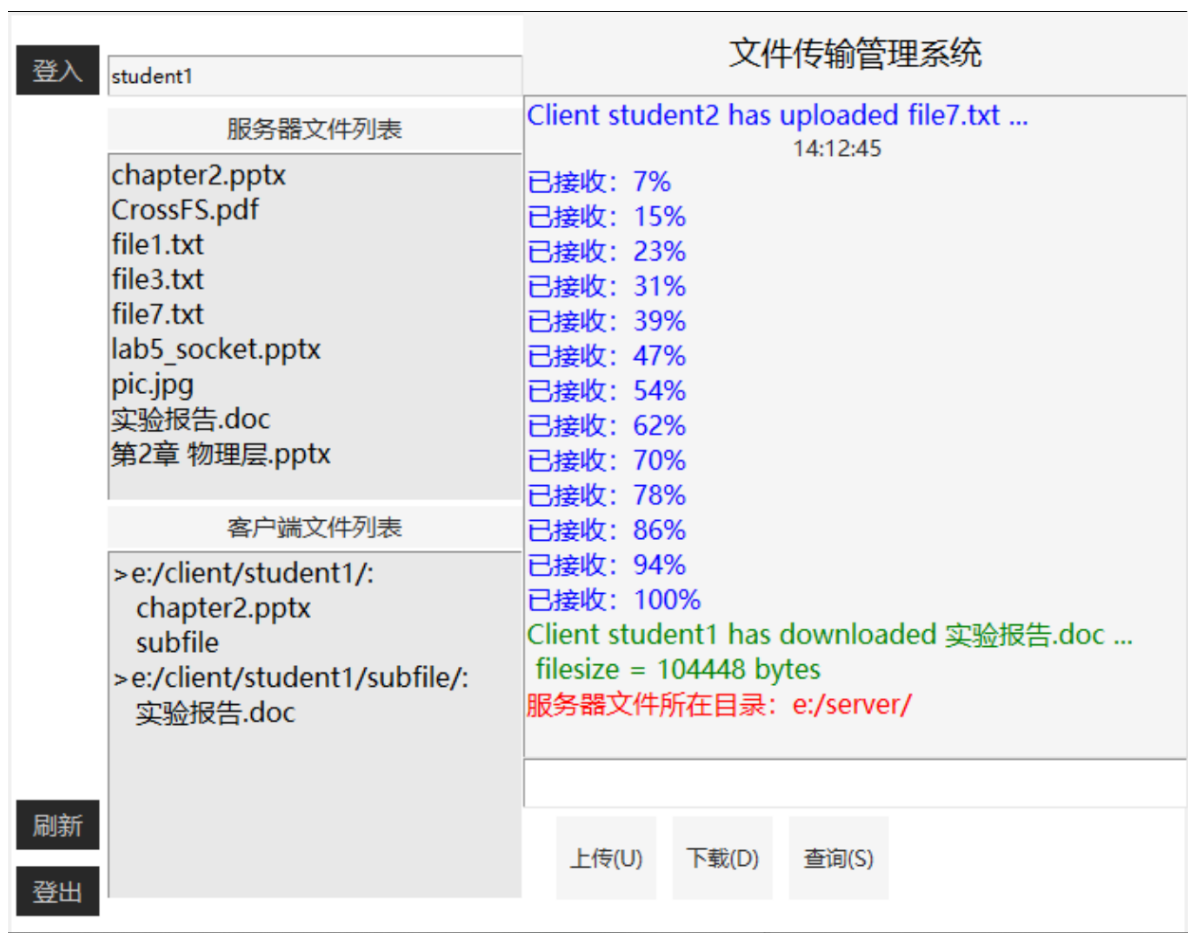 登入
student1
服务器文件列表
chapter2.pptx
CrossFS.pdf
file1.txt
file3.txt
file7.txt
lab5_socket.pptx
pic.jpg
实验报告.doc
第2章 物理层.pptx
客户端文件列表
>e:/client/student1/:
chapter2.pptx
subfile
>e:/client/student1/subfile/:
实验报告.doc
刷新
登出
文件传输管理系统
Client student2 has uploaded file7.txt ...
14:12:45
已接收：7%
已接收：15%
已接收：23%
已接收：31%
已接收：39%
已接收：47%
已接收：54%
已接收：62%
已接收：70%
已接收：78%
已接收：86%
已接收：94%
已接收：100%
Client student1 has downloaded 实验报告.doc ...
filesize = 104448 bytes
服务器文件所在目录：e:/server/
上传(U)
下载(D)
查询(S)